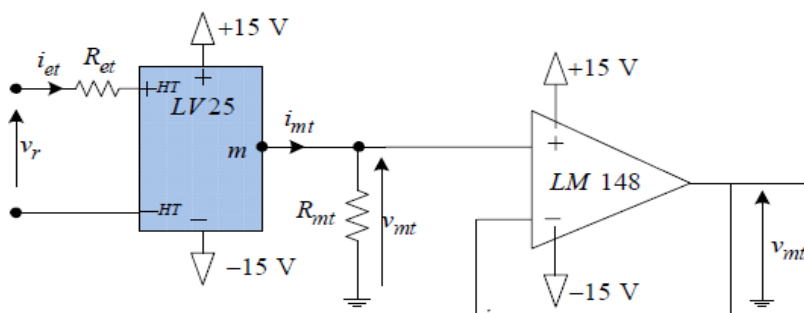 +15 V
i_et
R_et
+HT
+
LV 25
v_r
m
i_mt
−HT
−
−15 V
R_mt
v_mt
+15 V
+
LM 148
−
−15 V
v_mt